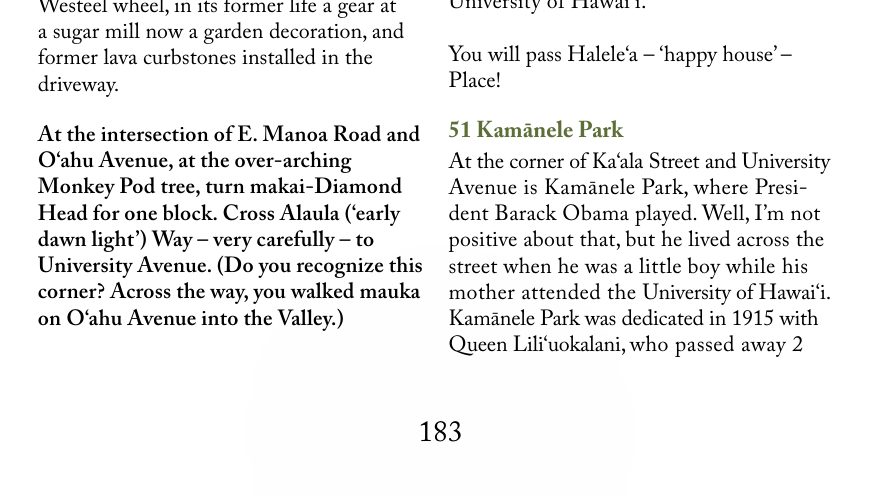 Westeel wheel, in its former life a gear at
a sugar mill now a garden decoration, and
former lava curbstones installed in the
driveway.
At the intersection of E. Manoa Road and
O‘ahu Avenue, at the over-arching
Monkey Pod tree, turn makai-Diamond
Head for one block. Cross Alaula (‘early
dawn light’) Way – very carefully – to
University Avenue. (Do you recognize this
corner? Across the way, you walked mauka
on O‘ahu Avenue into the Valley.)
University of Hawai‘i.
You will pass Halele‘a – ‘happy house’ –
Place!
51 Kamānele Park
At the corner of Ka‘ala Street and University
Avenue is Kamānele Park, where Presi-
dent Barack Obama played. Well, I’m not
positive about that, but he lived across the
street when he was a little boy while his
mother attended the University of Hawai‘i.
Kamānele Park was dedicated in 1915 with
Queen Lili‘uokalani, who passed away 2
183